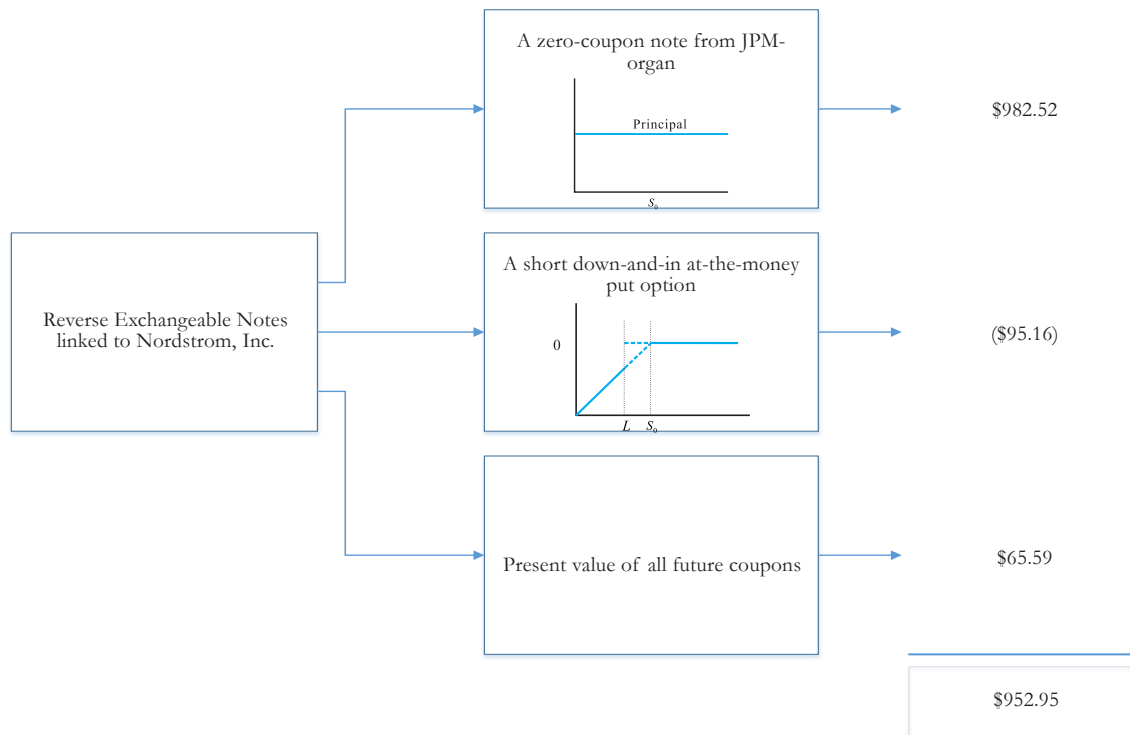 A zero-coupon note from JPM-
organ
Principal
S₀
$982.52
Reverse Exchangeable Notes
linked to Nordstrom, Inc.
A short down-and-in at-the-money
put option
0
L S₀
($95.16)
Present value of all future coupons
$65.59
$952.95